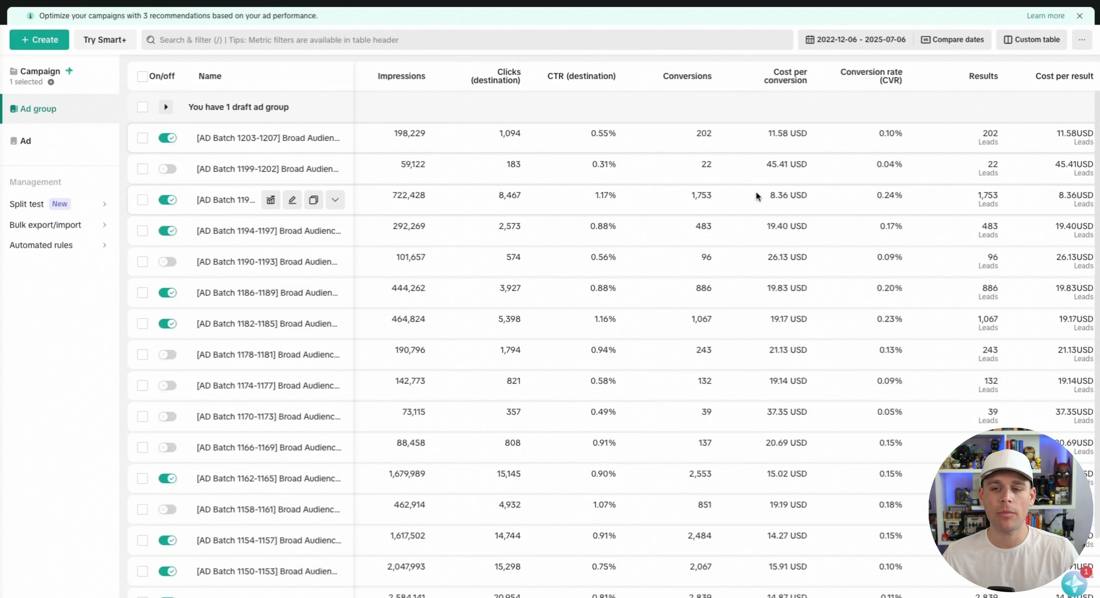 Optimize your campaigns with 3 recommendations based on your ad performance. Learn more
+ Create Try Smart+ Search & filter (/) | Tips: Metric filters are available in table header 2022-12-06 - 2025-07-06 Compare dates Custom table ...
Campaign
1 selected
Ad group
Ad
Management
Split test New
Bulk export/import
Automated rules
On/off Name Impressions Clicks (destination) CTR (destination) Conversions Cost per conversion Conversion rate (CVR) Results Cost per result
You have 1 draft ad group
[AD Batch 1203-1207] Broad Audien... 198,229 1,094 0.55% 202 11.58 USD 0.10% 202 11.58USD
Leads Leads
[AD Batch 1199-1202] Broad Audien... 59,122 183 0.31% 22 45.41 USD 0.04% 22 45.41USD
Leads Leads
[AD Batch 119... 722,428 8,467 1.17% 1,753 8.36 USD 0.24% 1,753 8.36USD
Leads Leads
[AD Batch 1194-1197] Broad Audienc... 292,269 2,573 0.88% 483 19.40 USD 0.17% 483 19.40USD
Leads Leads
[AD Batch 1190-1193] Broad Audienc... 101,657 574 0.56% 96 26.13 USD 0.09% 96 26.13USD
Leads Leads
[AD Batch 1186-1189] Broad Audien... 444,262 3,927 0.88% 886 19.83 USD 0.20% 886 19.83USD
Leads Leads
[AD Batch 1182-1185] Broad Audien... 464,824 5,398 1.16% 1,067 19.17 USD 0.23% 1,067 19.17USD
Leads Leads
[AD Batch 1178-1181] Broad Audienc... 190,796 1,794 0.94% 243 21.13 USD 0.13% 243 21.13USD
Leads Leads
[AD Batch 1174-1177] Broad Audienc... 142,773 821 0.58% 132 19.14 USD 0.09% 132 19.14USD
Leads Leads
[AD Batch 1170-1173] Broad Audienc... 73,115 357 0.49% 39 37.35 USD 0.05% 39 37.35USD
Leads Leads
[AD Batch 1166-1169] Broad Audienc... 88,458 808 0.91% 137 20.69 USD 0.15%
[AD Batch 1162-1165] Broad Audienc... 1,679,989 15,145 0.90% 2,553 15.02 USD 0.15%
[AD Batch 1158-1161] Broad Audienc... 462,914 4,932 1.07% 851 19.19 USD 0.18%
[AD Batch 1154-1157] Broad Audienc... 1,617,502 14,744 0.91% 2,484 14.27 USD 0.15%
[AD Batch 1150-1153] Broad Audien... 2,047,993 15,298 0.75% 2,067 15.91 USD 0.10%
1